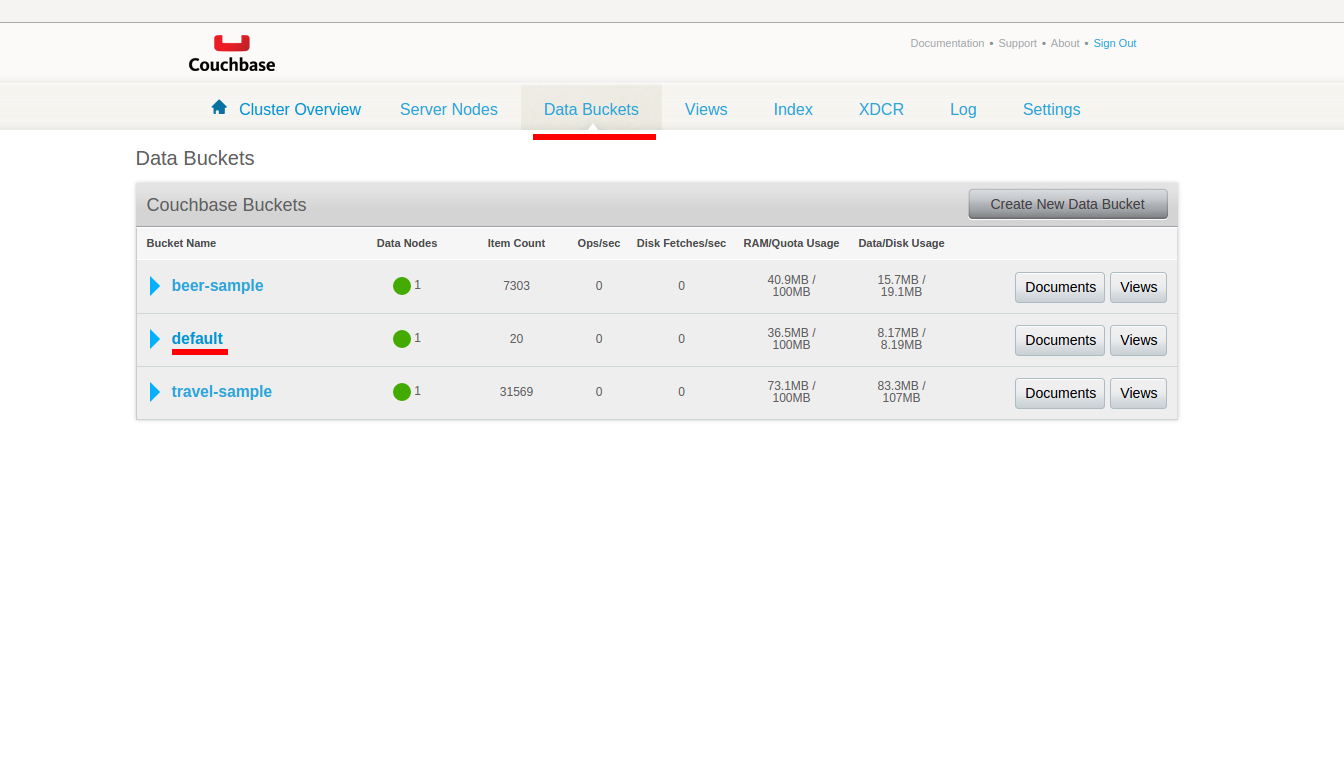 Couchbase
Documentation • Support • About • Sign Out
Cluster Overview Server Nodes Data Buckets Views Index XDCR Log Settings
Data Buckets
Couchbase Buckets Create New Data Bucket
Bucket Name Data Nodes Item Count Ops/sec Disk Fetches/sec RAM/Quota Usage Data/Disk Usage
beer-sample 1 7303 0 0 40.9MB / 100MB 15.7MB / 19.1MB Documents Views
default 1 20 0 0 36.5MB / 100MB 8.17MB / 8.19MB Documents Views
travel-sample 1 31569 0 0 73.1MB / 100MB 83.3MB / 107MB Documents Views